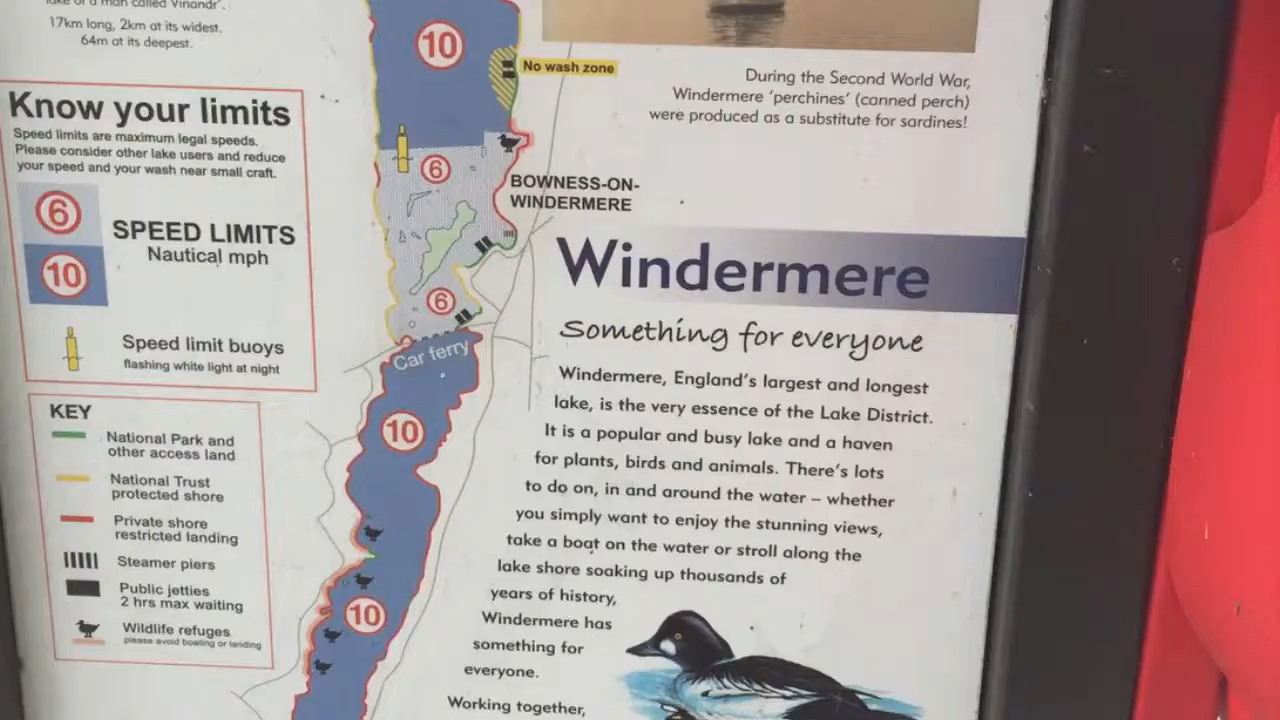 lake of a man called 'Vinandr'.
17km long, 2km at its widest.
64m at its deepest.
Know your limits
Speed limits are maximum legal speeds.
Please consider other lake users and reduce
your speed and your wash near small craft.
6
10
SPEED LIMITS
Nautical mph
Speed limit buoys
flashing white light at night
KEY
National Park and
other access land
National Trust
protected shore
Private shore
restricted landing
Steamer piers
Public jetties
2 hrs max waiting
Wildlife refuges
please avoid boating or landing
10
No wash zone
6
BOWNESS-ON-
WINDERMERE
6
Car ferry
10
10
During the Second World War,
Windermere 'perchines' (canned perch)
were produced as a substitute for sardines!
Windermere
Something for everyone
Windermere, England's largest and longest
lake, is the very essence of the Lake District.
It is a popular and busy lake and a haven
for plants, birds and animals. There's lots
to do on, in and around the water – whether
you simply want to enjoy the stunning views,
take a boat on the water or stroll along the
lake shore soaking up thousands of
years of history,
Windermere has
something for
everyone.
Working together,